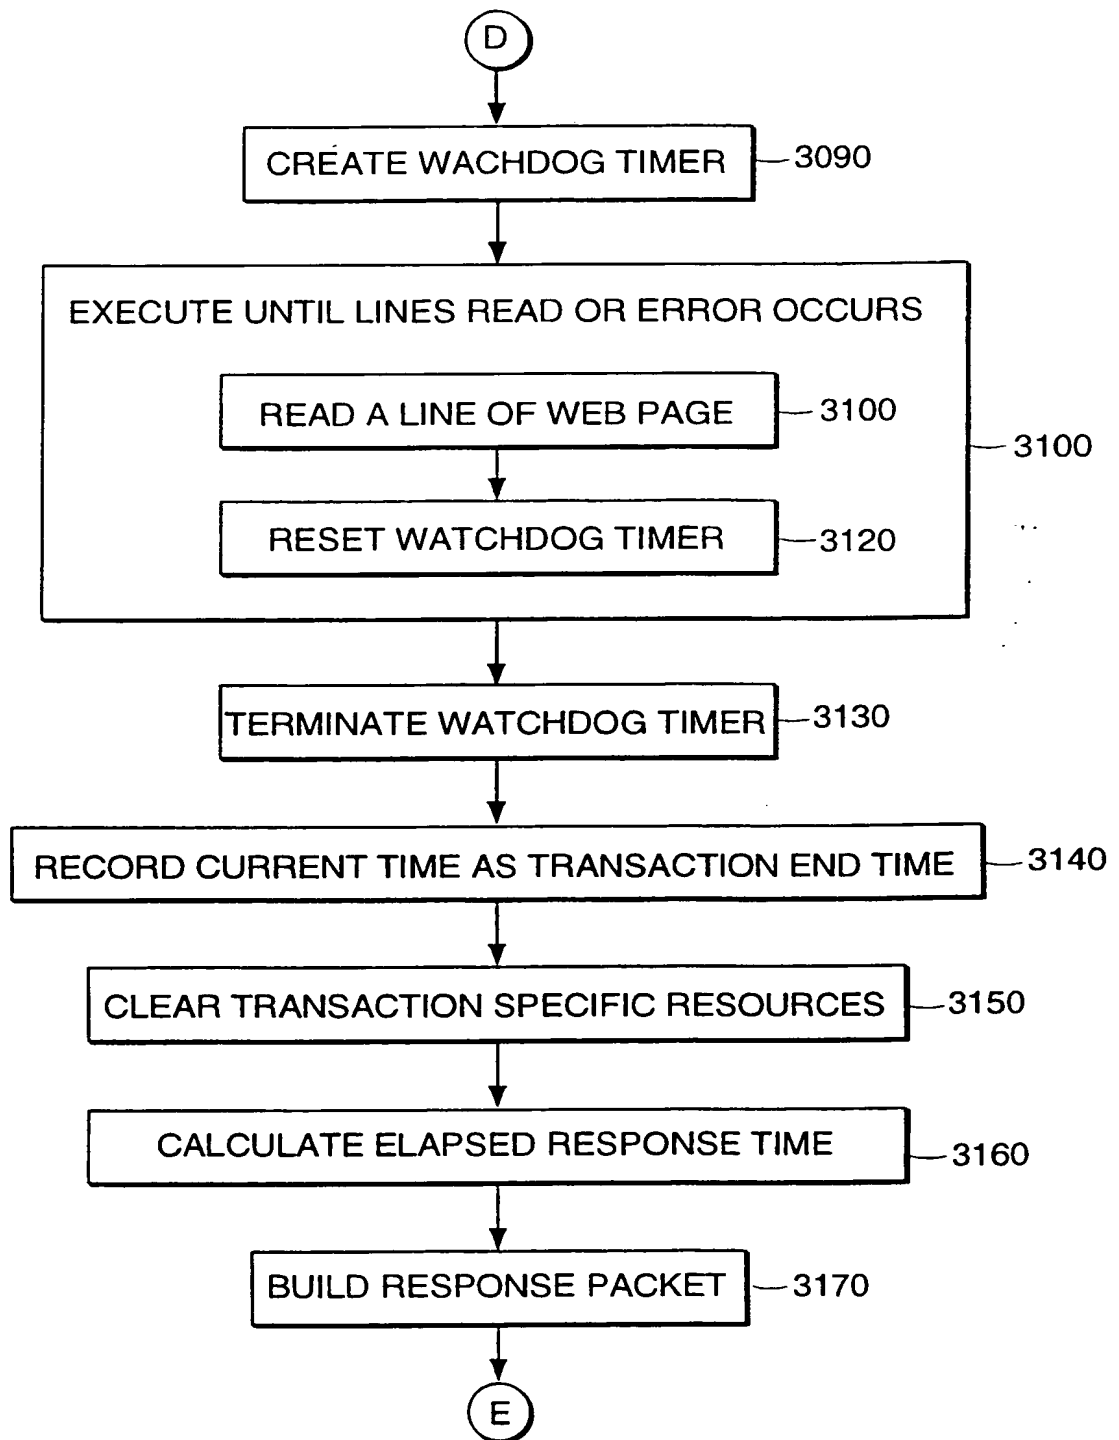 D
CREATE WACHDOG TIMER 3090
EXECUTE UNTIL LINES READ OR ERROR OCCURS
READ A LINE OF WEB PAGE 3100
3100
RESET WATCHDOG TIMER 3120
TERMINATE WATCHDOG TIMER 3130
RECORD CURRENT TIME AS TRANSACTION END TIME 3140
CLEAR TRANSACTION SPECIFIC RESOURCES 3150
CALCULATE ELAPSED RESPONSE TIME 3160
BUILD RESPONSE PACKET 3170
E